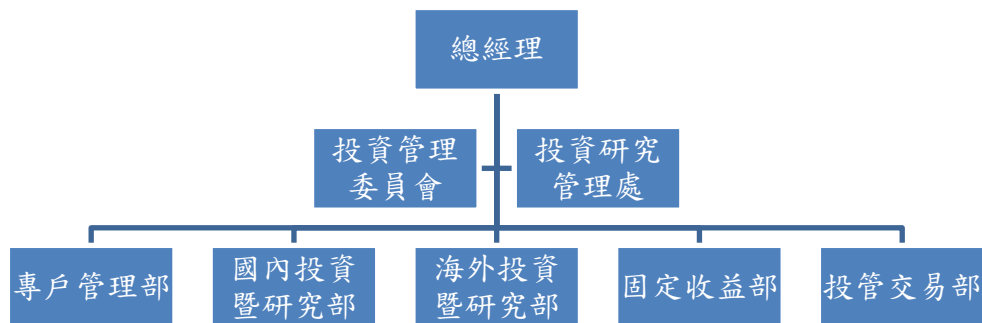 總經理
投資管理
委員會
投資研究
管理處
專戶管理部
國內投資
暨研究部
海外投資
暨研究部
固定收益部
投管交易部